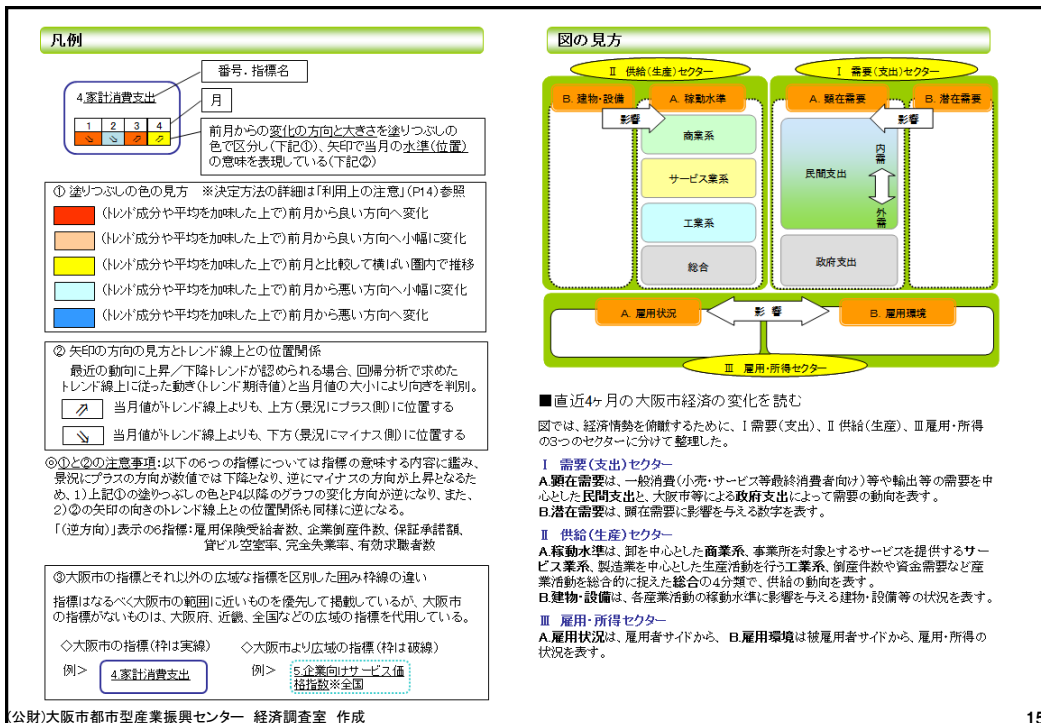 凡例
番号.指標名
4.家計消費支出
月
1 2 3 4
前月からの変化の方向と大きさを塗りつぶしの
色で区分し(下記①)、矢印で当月の水準(位置)
の意味を表現している(下記②)
① 塗りつぶしの色の見方 ※決定方法の詳細は「利用上の注意」(P14)参照
(トレンド成分や平均を加味した上で)前月から良い方向へ変化
(トレンド成分や平均を加味した上で)前月から良い方向へ小幅に変化
(トレンド成分や平均を加味した上で)前月と比較して横ばい圏内で推移
(トレンド成分や平均を加味した上で)前月から悪い方向へ小幅に変化
(トレンド成分や平均を加味した上で)前月から悪い方向へ変化
② 矢印の方向の見方とトレンド線上との位置関係
最近の動向に上昇/下降トレンドが認められる場合、回帰分析で求めた
トレンド線上に従った動き(トレンド期待値)と当月値の大小により向きを判別。
当月値がトレンド線上よりも、上方(景況にプラス側)に位置する
当月値がトレンド線上よりも、下方(景況にマイナス側)に位置する
◎①と②の注意事項:以下の6つの指標については指標の意味する内容に鑑み、
景況にプラスの方向が数値では下降となり、逆にマイナスの方向が上昇となるた
め、1)上記①の塗りつぶしの色とP4以降のグラフの変化方向が逆になり、また、
2)②の矢印の向きのトレンド線上との位置関係も同様に逆になる。
「(逆方向)」表示の6指標:雇用保険受給者数、企業倒産件数、保証承諾額、
賃ビル空室率、完全失業率、有効求職者数
③大阪市の指標とそれ以外の広域な指標を区別した囲み枠線の違い
指標はなるべく大阪市の範囲に近いものを優先して掲載しているが、大阪市
の指標がないものは、大阪府、近畿、全国などの広域の指標を代用している。
◇大阪市の指標(枠は実線) ◇大阪市より広域の指標(枠は破線)
例> 4.家計消費支出 例> 5.企業向けサービス価
格指数※全国
(公財)大阪市都市型産業振興センター 経済調査室 作成
図の見方
Ⅱ 供給(生産)セクター Ⅰ 需要(支出)セクター
B. 建物・設備 A. 稼動水準 A. 顕在需要 B. 潜在需要
影響 影響
商業系
サービス業系
工業系
総合
民間支出
内需
外需
政府支出
A. 雇用状況 影 響 B. 雇用環境
Ⅲ 雇用・所得セクター
■直近4ヶ月の大阪市経済の変化を読む
図では、経済情勢を俯瞰するために、Ⅰ需要(支出)、Ⅱ供給(生産)、Ⅲ雇用・所得
の3つのセクターに分けて整理した。
Ⅰ 需要(支出)セクター
A.顕在需要は、一般消費(小売・サービス等最終消費者向け)等や輸出等の需要を中
心とした民間支出と、大阪市等による政府支出によって需要の動向を表す。
B.潜在需要は、顕在需要に影響を与える数字を表す。
Ⅱ 供給(生産)セクター
A.稼動水準は、卸を中心とした商業系、事業所を対象とするサービスを提供するサー
ビス業系、製造業を中心とした生産活動を行う工業系、倒産件数や資金需要など産
業活動を総合的に捉えた総合の4分類で、供給の動向を表す。
B.建物・設備は、各産業活動の稼動水準に影響を与える建物・設備等の状況を表す。
Ⅲ 雇用・所得セクター
A.雇用状況は、雇用者サイドから、B.雇用環境は被雇用者サイドから、雇用・所得の
状況を表す。
15